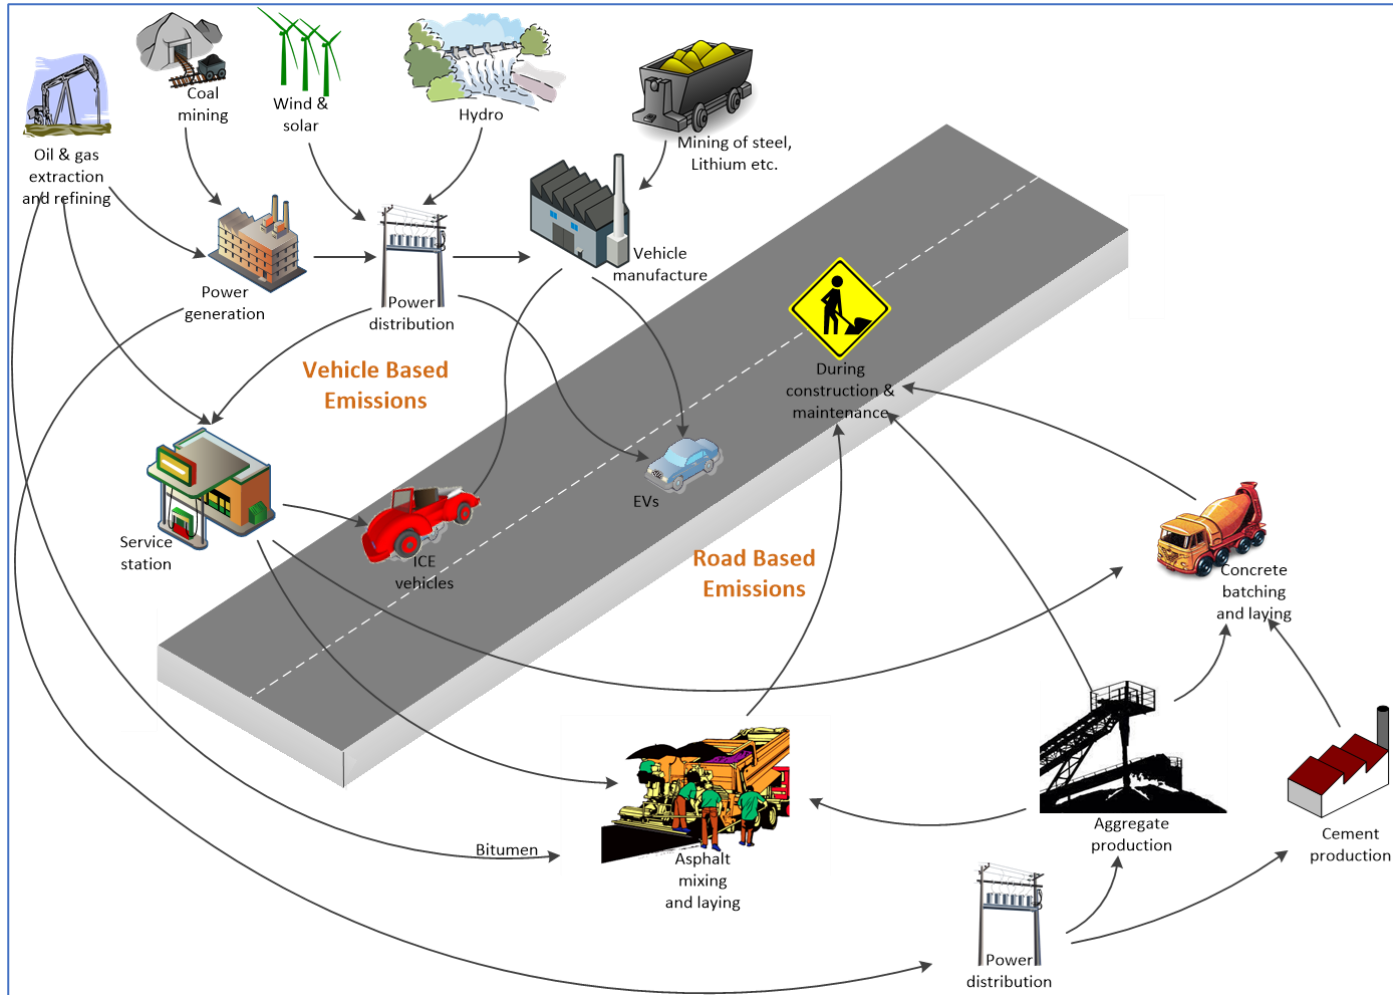 Coal
mining
Wind &
solar
Hydro
Mining of steel,
Lithium etc.
Oil & gas
extraction
and refining
Power
generation
Power
distribution
Vehicle
manufacture
Vehicle Based
Emissions
During
construction &
maintenance
EVs
Service
station
ICE
vehicles
Road Based
Emissions
Concrete
batching
and laying
Bitumen
Asphalt
mixing
and laying
Aggregate
production
Cement
production
Power
distribution